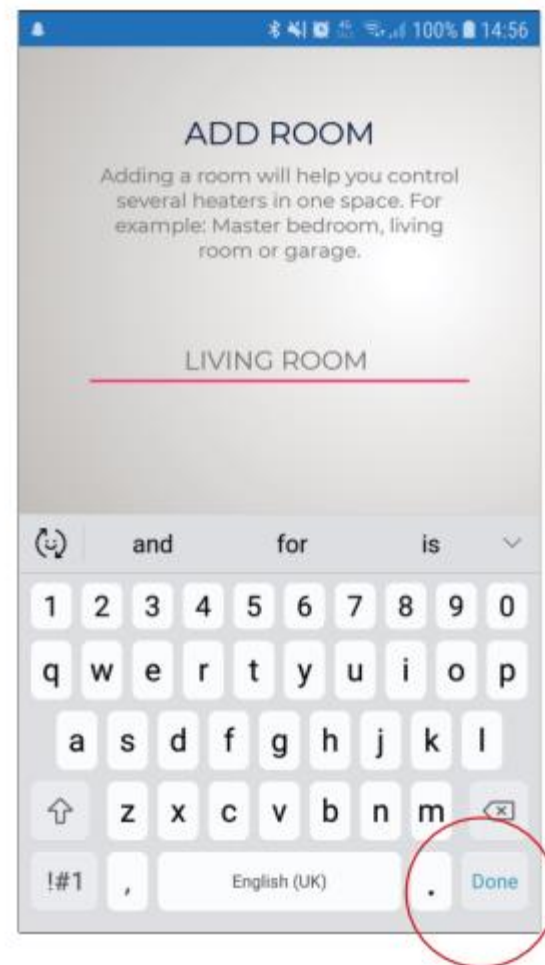 100% 14:56
ADD ROOM
Adding a room will help you control
several heaters in one space. For
example: Master bedroom, living
room or garage.
LIVING ROOM
and for is
1 2 3 4 5 6 7 8 9 0
q w e r t y u i o p
a s d f g h j k l
z x c v b n m
!#1 , English (UK) . Done